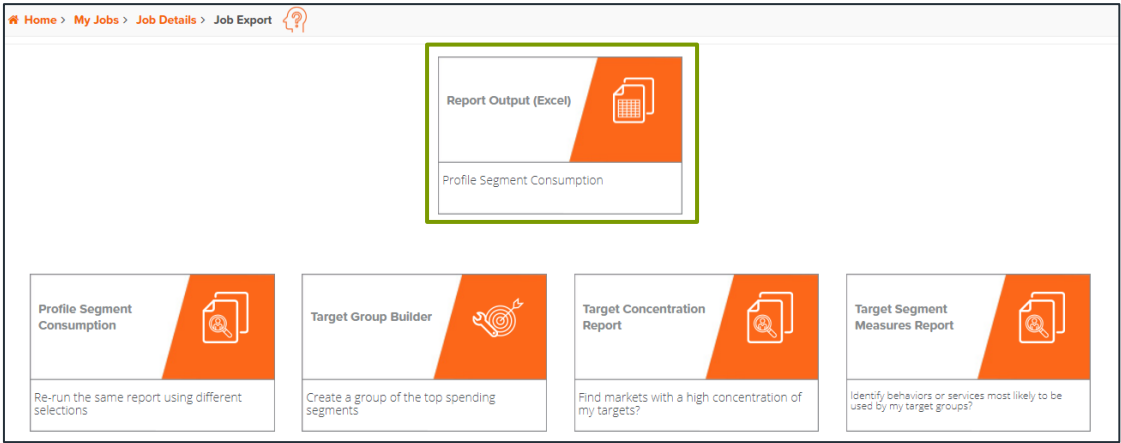 Home > My Jobs > Job Details > Job Export
Report Output (Excel)
Profile Segment Consumption
Profile Segment
Consumption
Re-run the same report using different
selections
Target Group Builder
Create a group of the top spending
segments
Target Concentration
Report
Find markets with a high concentration of
my targets?
Target Segment
Measures Report
Identify behaviors or services most likely to be
used by my target groups?